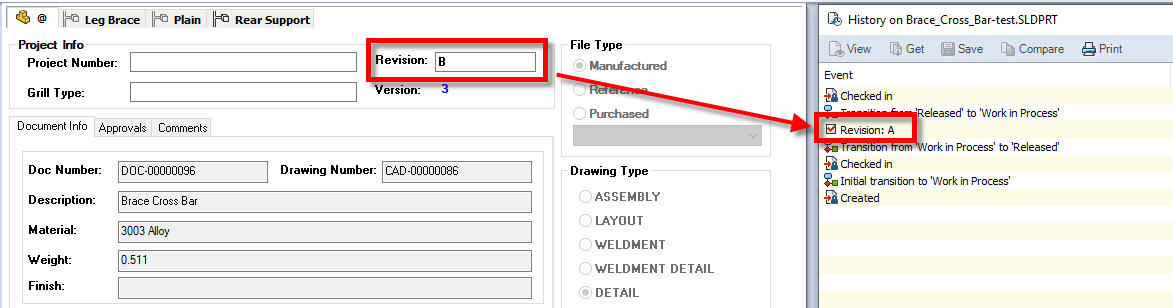 @ Leg Brace Plain Rear Support
Project Info
Project Number:
Grill Type:
Revision: B
Version: 3
File Type
Manufactured
Reference
Purchased
Document Info Approvals Comments
Doc Number: DOC-00000096 Drawing Number: CAD-00000086
Description: Brace Cross Bar
Material: 3003 Alloy
Weight: 0.511
Finish:
Drawing Type
ASSEMBLY
LAYOUT
WELDMENT
WELDMENT DETAIL
DETAIL
History on Brace_Cross_Bar-test.SLDPRT
View Get Save Compare Print
Event
Checked in
Transition from 'Released' to 'Work in Process'
Revision: A
Transition from 'Work in Process' to 'Released'
Checked in
Initial transition to 'Work in Process'
Created